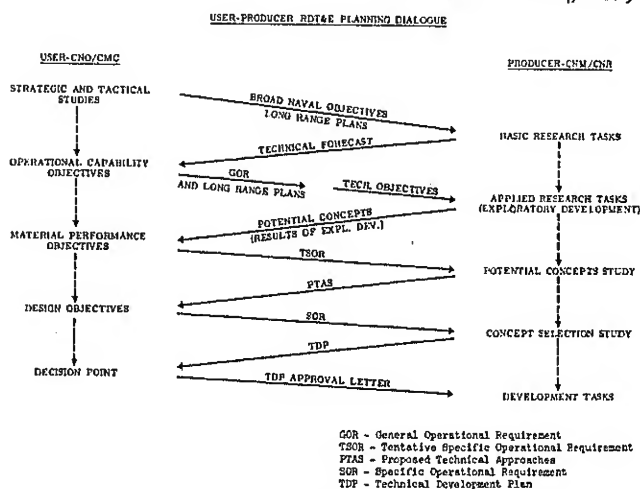 USER-PRODUCER RDT&E PLANNING DIALOGUE
USER-CNO/CMC
PRODUCER-CNM/CNR
STRATEGIC AND TACTICAL
STUDIES
BROAD NAVAL OBJECTIVES
LONG RANGE PLANS
BASIC RESEARCH TASKS
TECHNICAL FORECAST
OPERATIONAL CAPABILITY
OBJECTIVES
GOR
AND LONG RANGE PLANS
TECH. OBJECTIVES
APPLIED RESEARCH TASKS
(EXPLORATORY DEVELOPMENT)
POTENTIAL CONCEPTS
(RESULTS OF EXPL. DEV.)
MATERIAL PERFORMANCE
OBJECTIVES
TSOR
POTENTIAL CONCEPTS STUDY
PTAS
DESIGN OBJECTIVES
SOR
CONCEPT SELECTION STUDY
TDP
DECISION POINT
TDP APPROVAL LETTER
DEVELOPMENT TASKS
GOR - General Operational Requirement
TSOR - Tentative Specific Operational Requirement
PTAS - Proposed Technical Approaches
SOR - Specific Operational Requirement
TDP - Technical Development Plan